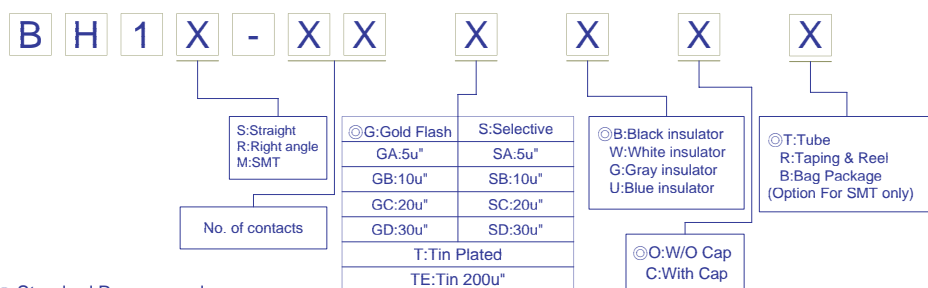 B H 1 X - X X X X X X
S:Straight
R:Right angle
M:SMT
No. of contacts
◎G:Gold Flash S:Selective
GA:5u" SA:5u"
GB:10u" SB:10u"
GC:20u" SC:20u"
GD:30u" SD:30u"
T:Tin Plated
TE:Tin 200u"
◎B:Black insulator
W:White insulator
G:Gray insulator
U:Blue insulator
◎O:W/O Cap
C:With Cap
◎T:Tube
R:Taping & Reel
B:Bag Package
(Option For SMT only)